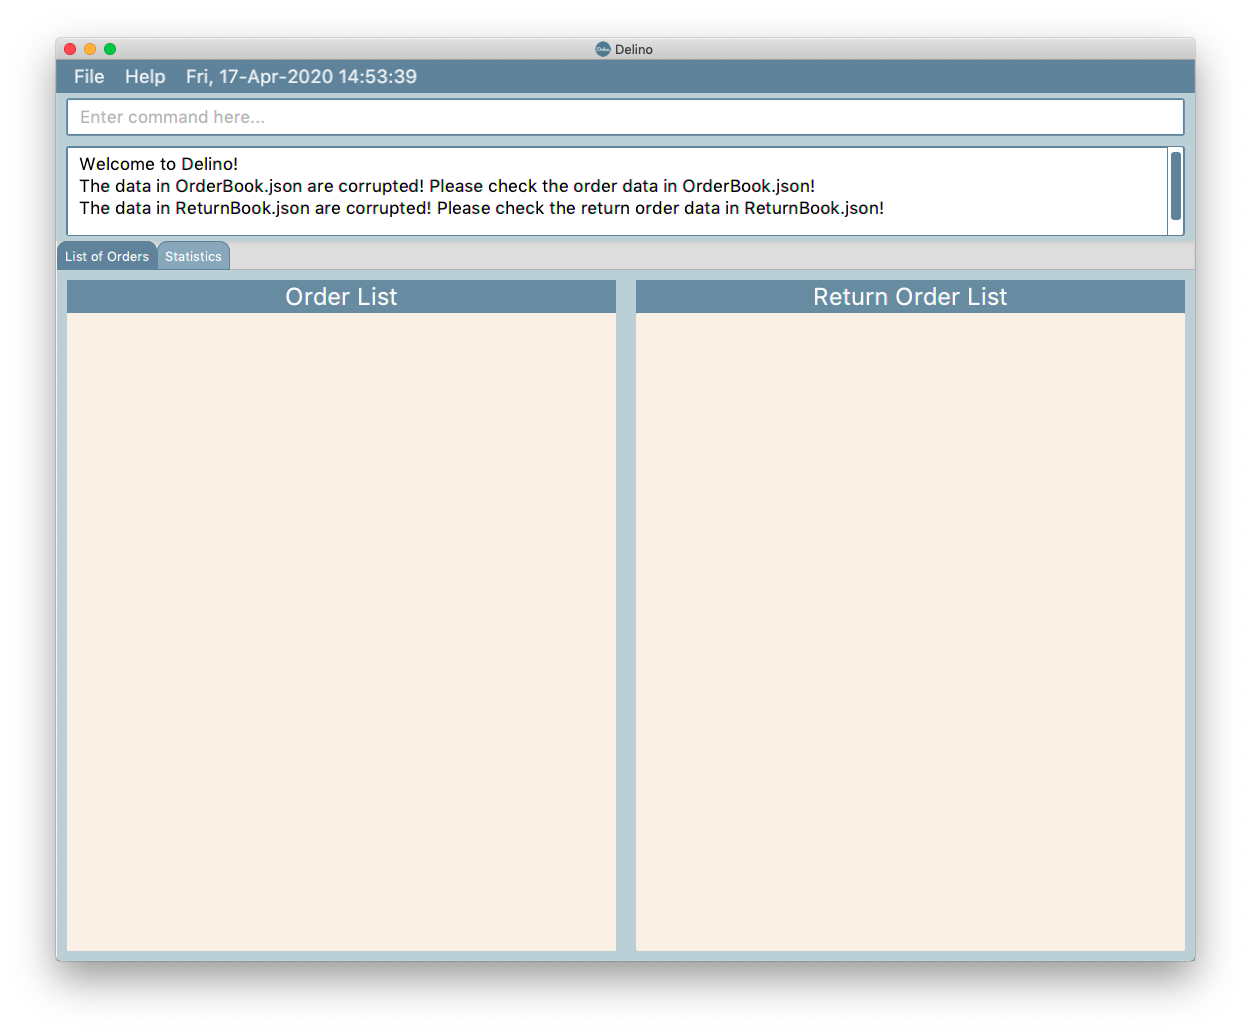 Delino
File Help Fri, 17-Apr-2020 14:53:39
Enter command here...
Welcome to Delino!
The data in OrderBook.json are corrupted! Please check the order data in OrderBook.json!
The data in ReturnBook.json are corrupted! Please check the return order data in ReturnBook.json!
List of Orders Statistics
Order List Return Order List